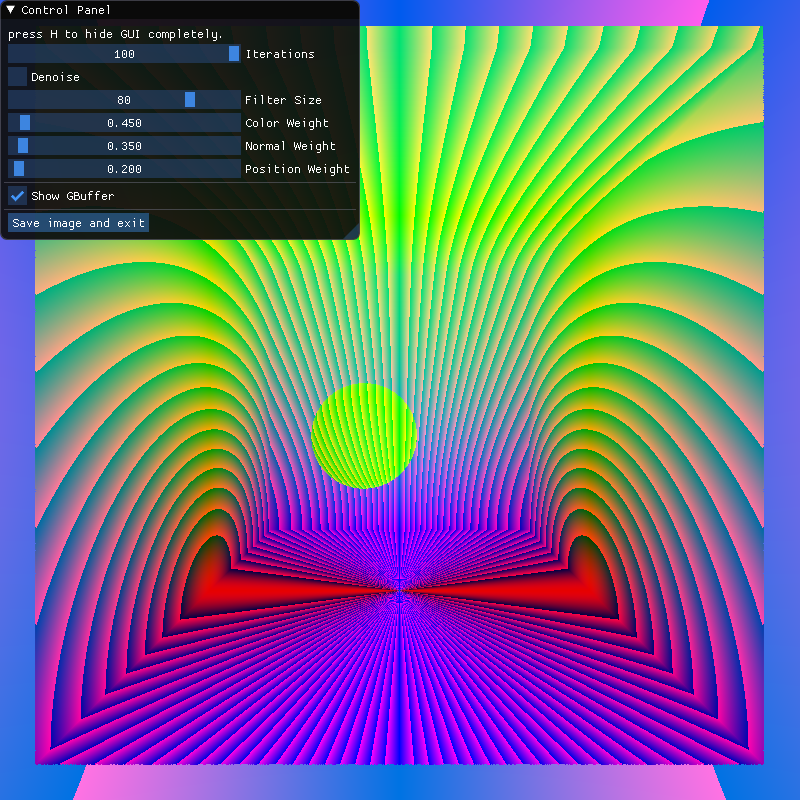 Control Panel
press H to hide GUI completely.
100 Iterations
Denoise
80 Filter Size
0.450 Color Weight
0.350 Normal Weight
0.200 Position Weight
Show GBuffer
Save image and exit